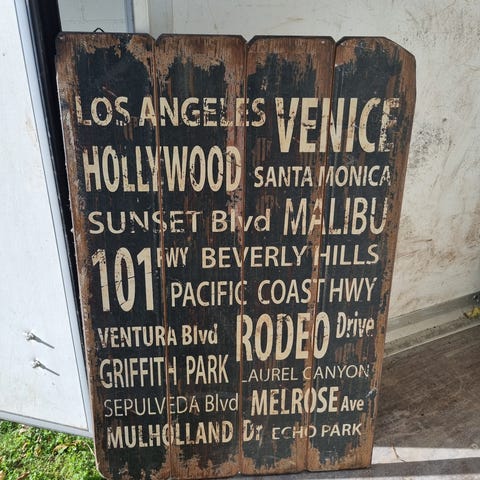 LOS ANGELES VENICE
HOLLYWOOD SANTA MONICA
SUNSET Blvd MALIBU
101 FWY BEVERLY HILLS
PACIFIC COAST HWY
VENTURA Blvd RODEO Drive
GRIFFITH PARK LAUREL CANYON
SEPULVEDA Blvd MELROSE Ave
MULHOLLAND Dr ECHO PARK